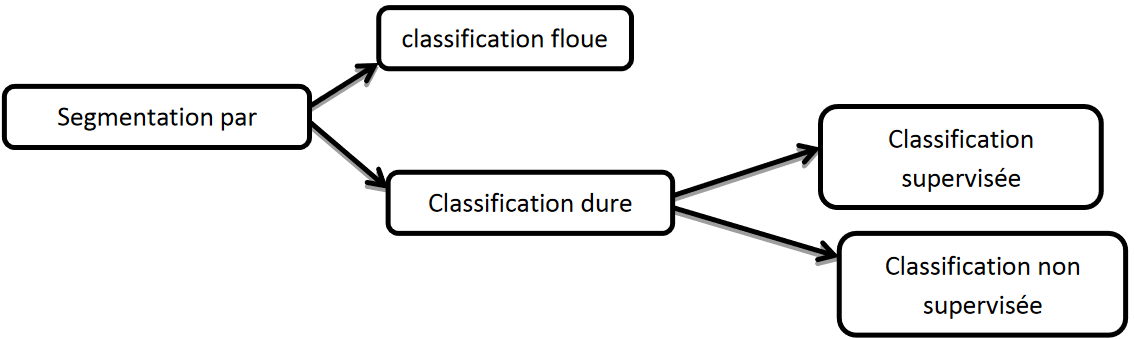 classification floue
Segmentation par
Classification dure
Classification
supervisée
Classification non
supervisée